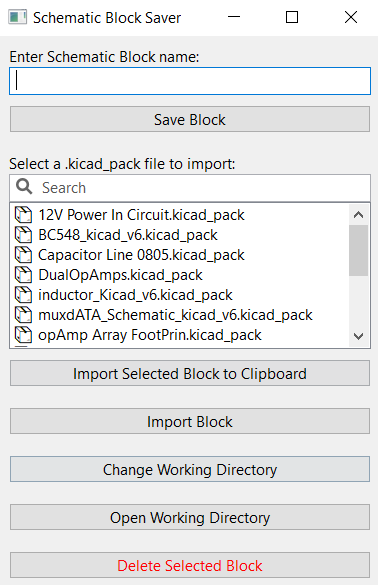 Schematic Block Saver
Enter Schematic Block name:
Save Block
Select a .kicad_pack file to import:
Search
12V Power In Circuit.kicad_pack
BC548_kicad_v6.kicad_pack
Capacitor Line 0805.kicad_pack
DualOpAmps.kicad_pack
inductor_Kicad_v6.kicad_pack
muxdATA_Schematic_kicad_v6.kicad_pack
opAmp Array FootPrin.kicad_pack
Import Selected Block to Clipboard
Import Block
Change Working Directory
Open Working Directory
Delete Selected Block